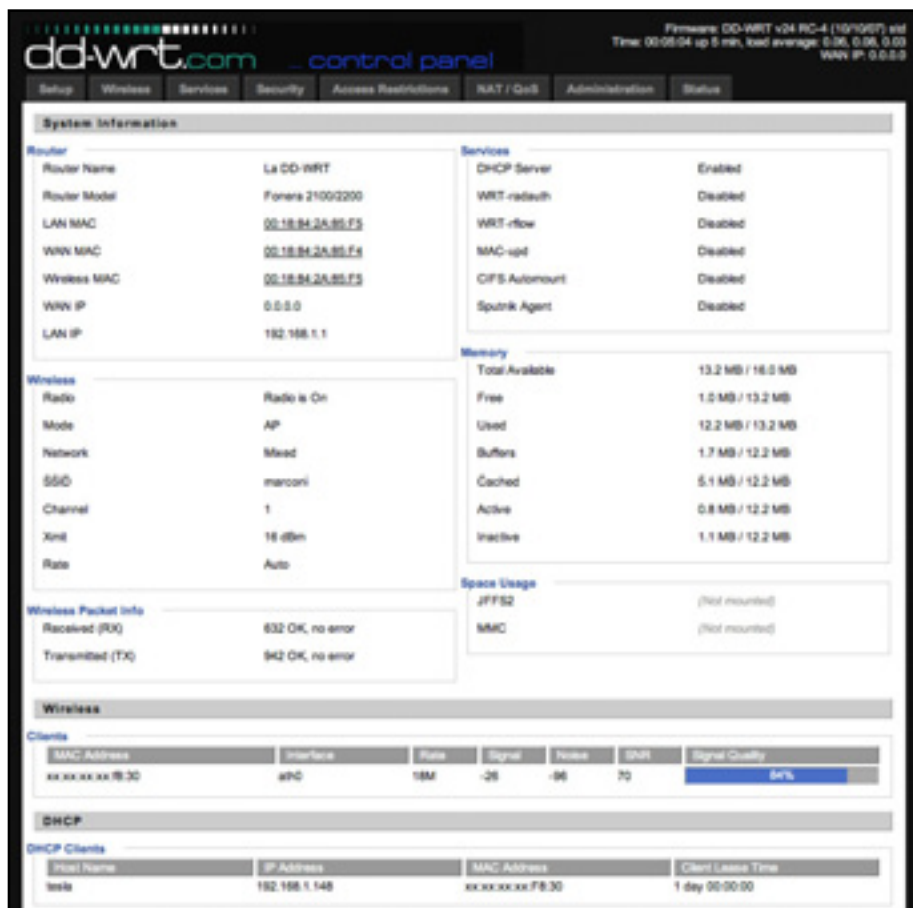 dd-wrt.com ... control panel
Firmware: DD-WRT v24 RC-4 (10/10/07) std
Time: 00:05:04 up 5 min, load average: 0.06, 0.08, 0.03
WAN IP: 0.0.0.0
Setup Wireless Services Security Access Restrictions NAT / QoS Administration Status
System Information
Router
Router Name La DD-WRT
Router Model Fonera 2100/2200
LAN MAC 00:18:84:2A:85:F5
WAN MAC 00:18:84:2A:85:F4
Wireless MAC 00:18:84:2A:85:F5
WAN IP 0.0.0.0
LAN IP 192.168.1.1
Wireless
Radio Radio is On
Mode AP
Network Mixed
SSID marconi
Channel 1
Xmit 16 dBm
Rate Auto
Wireless Packet Info
Received (RX) 632 OK, no error
Transmitted (TX) 942 OK, no error
Services
DHCP Server Enabled
WRT-radauth Disabled
WRT-rflow Disabled
MAC-upd Disabled
CIFS Automount Disabled
Sputnik Agent Disabled
Memory
Total Available 13.2 MB / 16.0 MB
Free 1.0 MB / 13.2 MB
Used 12.2 MB / 13.2 MB
Buffers 1.7 MB / 12.2 MB
Cached 5.1 MB / 12.2 MB
Active 0.8 MB / 12.2 MB
Inactive 1.1 MB / 12.2 MB
Space Usage
JFFS2 (Not mounted)
MMC (Not mounted)
Wireless
Clients
MAC Address Interface Rate Signal Noise SNR Signal Quality
xx:xx:xx:xx:f8:30 ath0 18M -26 -96 70 84%
DHCP
DHCP Clients
Host Name IP Address MAC Address Client Lease Time
tesla 192.168.1.148 xx:xx:xx:xx:F8:30 1 day 00:00:00